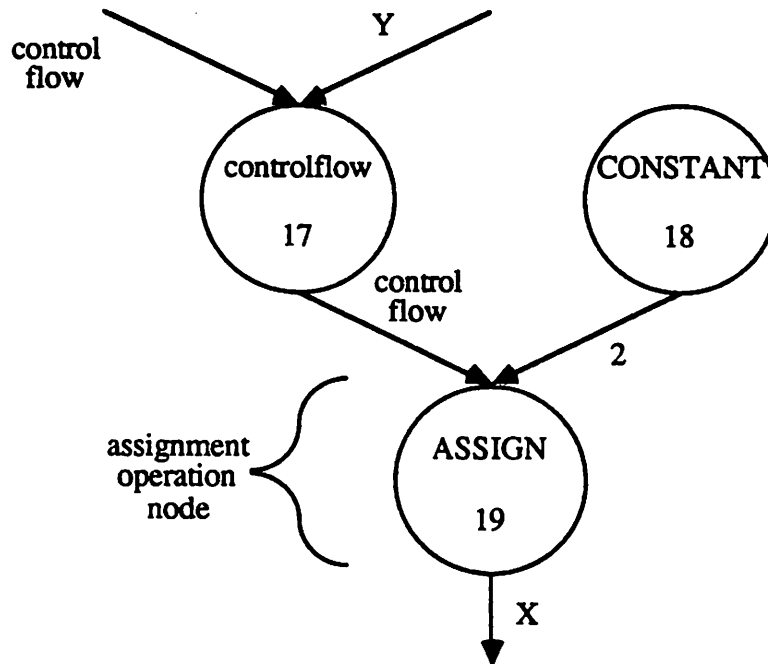 Y
control
flow
controlflow
17
CONSTANT
18
control
flow
2
assignment
operation
node
ASSIGN
19
X